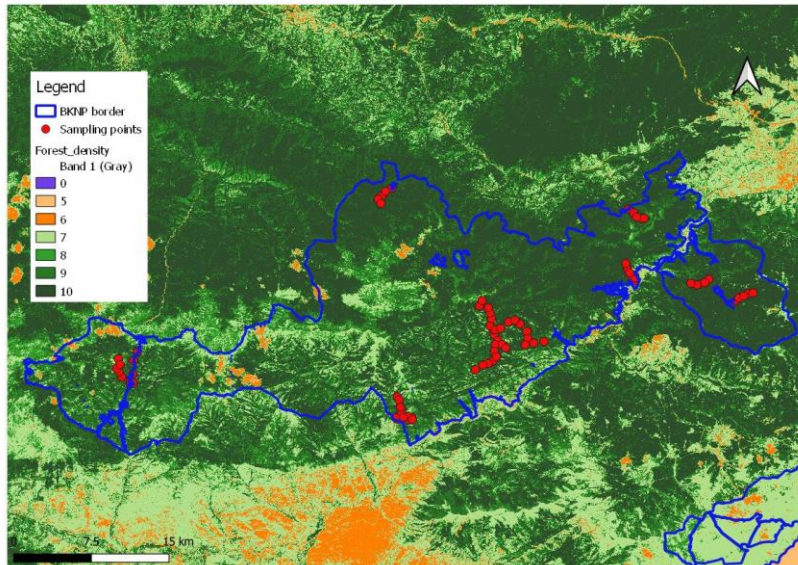 Legend
BKNP border
Sampling points
Forest_density
Band 1 (Gray)
0
5
6
7
8
9
10
0 7.5 15 km